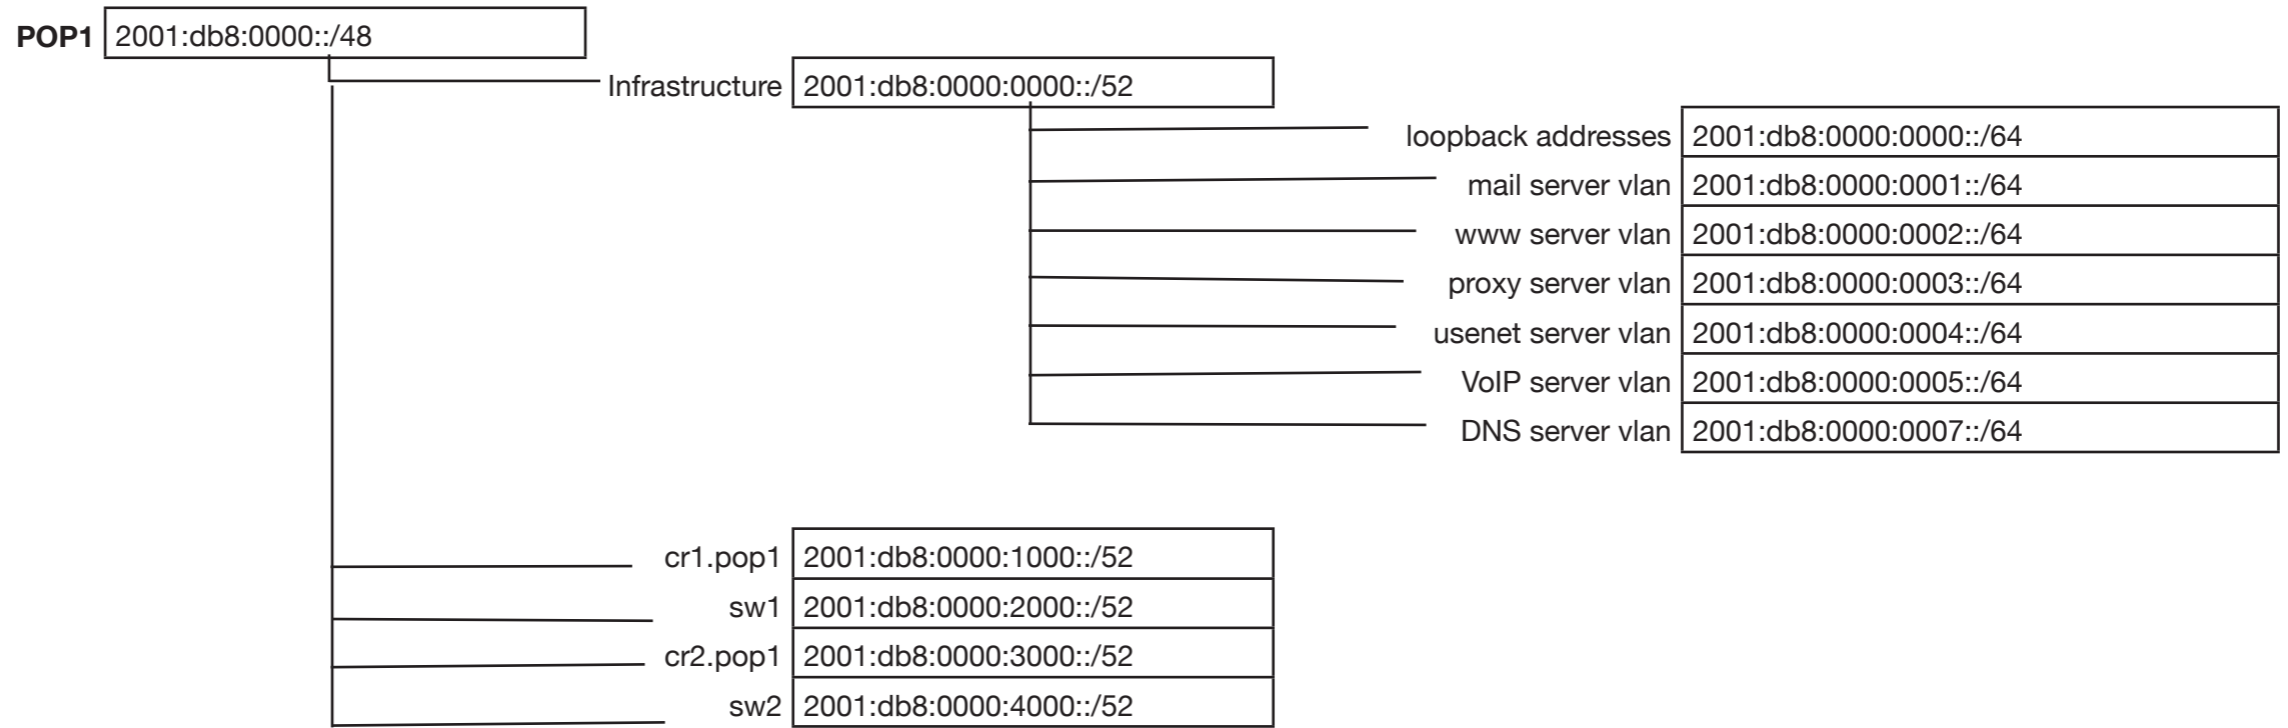 POP1 2001:db8:0000::/48
Infrastructure 2001:db8:0000:0000::/52
loopback addresses 2001:db8:0000:0000::/64
mail server vlan 2001:db8:0000:0001::/64
www server vlan 2001:db8:0000:0002::/64
proxy server vlan 2001:db8:0000:0003::/64
usenet server vlan 2001:db8:0000:0004::/64
VoIP server vlan 2001:db8:0000:0005::/64
DNS server vlan 2001:db8:0000:0007::/64
cr1.pop1 2001:db8:0000:1000::/52
sw1 2001:db8:0000:2000::/52
cr2.pop1 2001:db8:0000:3000::/52
sw2 2001:db8:0000:4000::/52